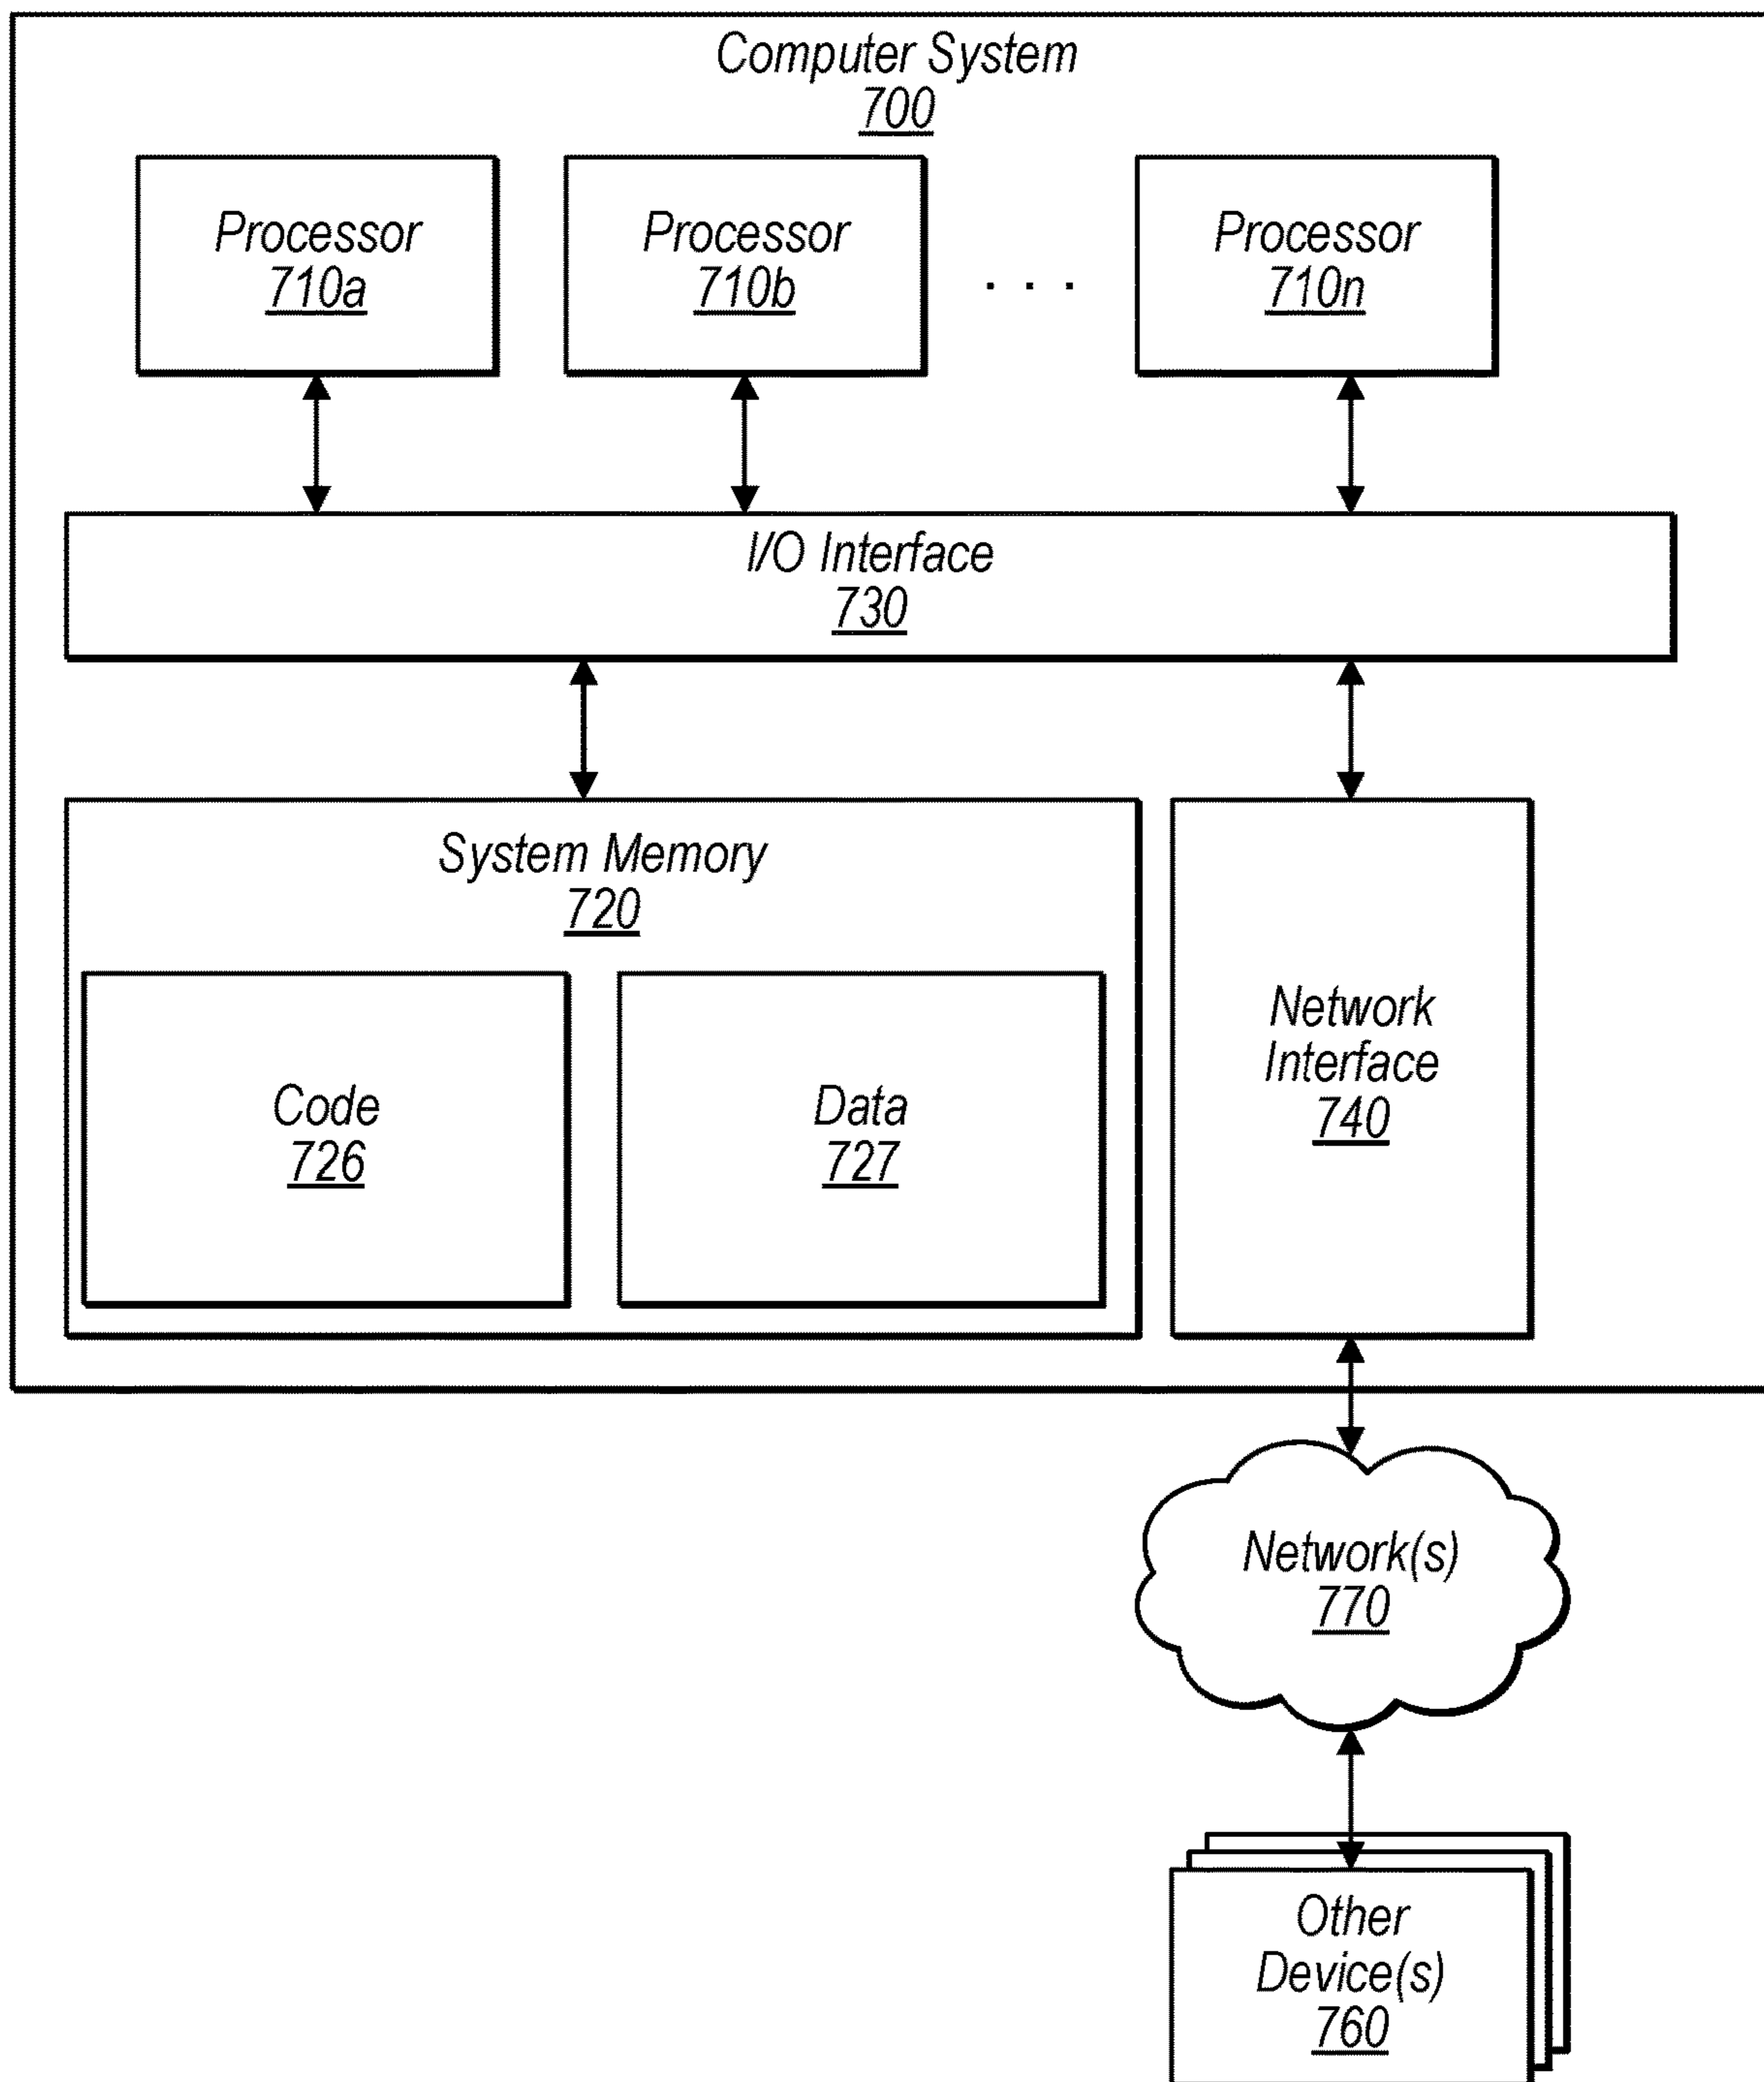 Computer System
700
Processor
710a
Processor
710b
. . .
Processor
710n
I/O Interface
730
System Memory
720
Code
726
Data
727
Network
Interface
740
Network(s)
770
Other
Device(s)
760